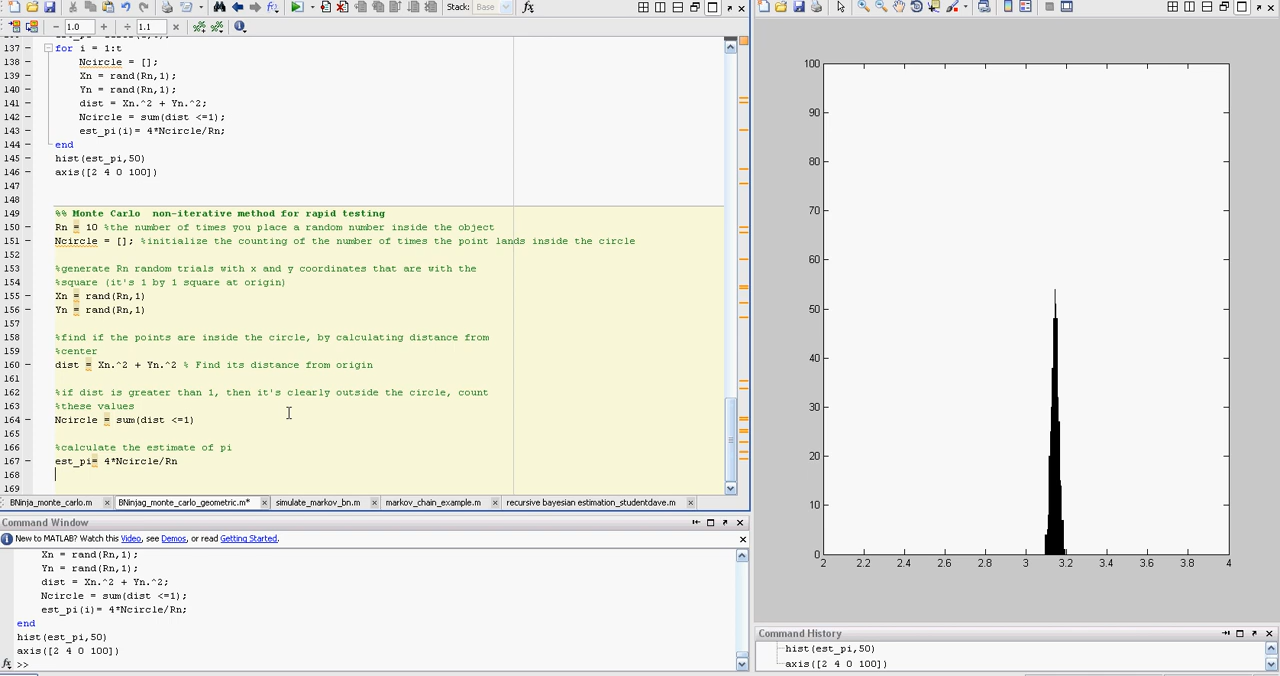 Stack: Base fx
1.0 1.1
137 for i = 1:t
138 Ncircle = [];
139 Xn = rand(Rn,1);
140 Yn = rand(Rn,1);
141 dist = Xn.^2 + Yn.^2;
142 Ncircle = sum(dist <=1);
143 est_pi(i)= 4*Ncircle/Rn;
144 end
145 hist(est_pi,50)
146 axis([2 4 0 100])
147
148
149 %% Monte Carlo  non-iterative method for rapid testing
150 Rn = 10 %the number of times you place a random number inside the object
151 Ncircle = []; %initialize the counting of the number of times the point lands inside the circle
152
153 %generate Rn random trials with x and y coordinates that are with the
154 %square (it's 1 by 1 square at origin)
155 Xn = rand(Rn,1)
156 Yn = rand(Rn,1)
157
158 %find if the points are inside the circle, by calculating distance from
159 %center
160 dist = Xn.^2 + Yn.^2 % Find its distance from origin
161
162 %if dist is greater than 1, then it's clearly outside the circle, count
163 %these values
164 Ncircle = sum(dist <=1)
165
166 %calculate the estimate of pi
167 est_pi= 4*Ncircle/Rn
168
169
BNinja_monte_carlo.m BNinjag_monte_carlo_geometric.m* simulate_markov_bn.m markov_chain_example.m recursive bayesian estimation_studentdave.m
Command Window
New to MATLAB? Watch this Video, see Demos, or read Getting Started.
Xn = rand(Rn,1);
Yn = rand(Rn,1);
dist = Xn.^2 + Yn.^2;
Ncircle = sum(dist <=1);
est_pi(i)= 4*Ncircle/Rn;
end
hist(est_pi,50)
axis([2 4 0 100])
fx >>
100
90
80
70
60
50
40
30
20
10
0
2 2.2 2.4 2.6 2.8 3 3.2 3.4 3.6 3.8 4
Command History
hist(est_pi,50)
axis([2 4 0 100])